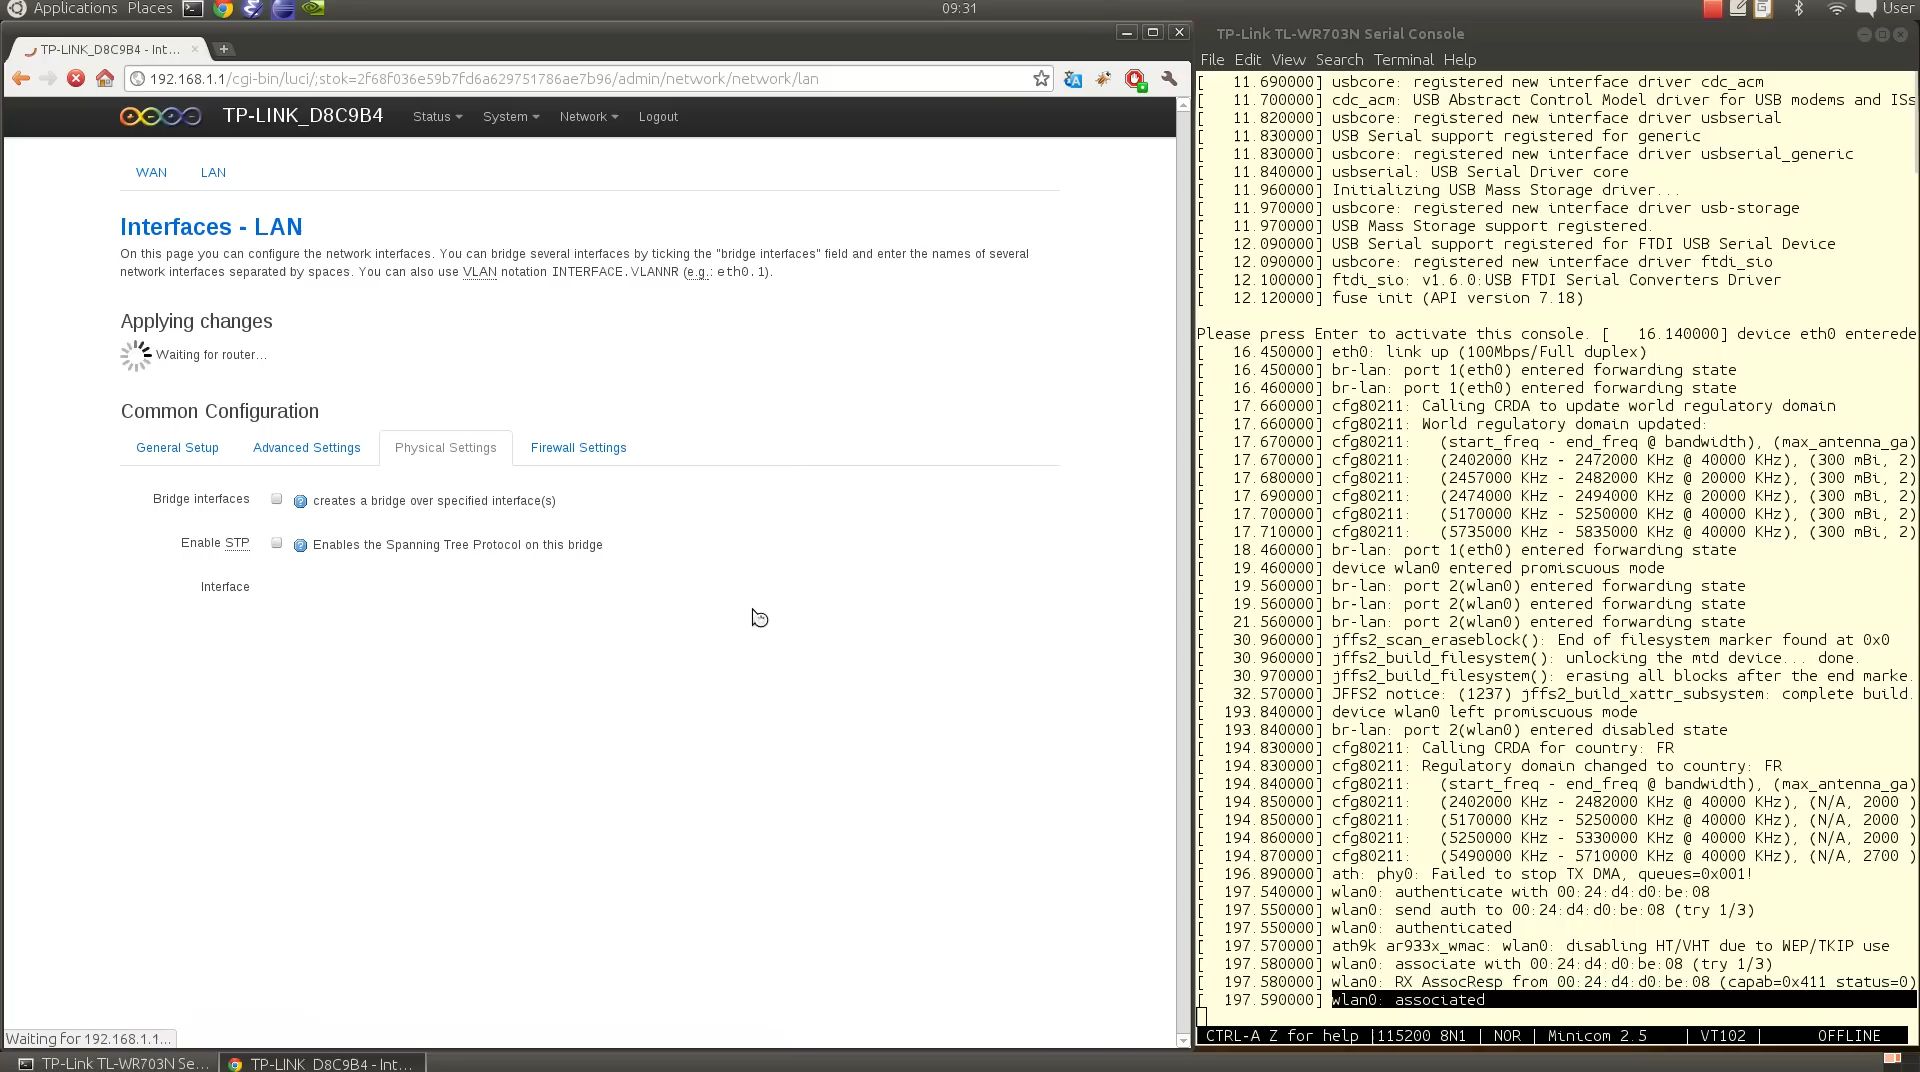 Applications Places
09:31
User
TP-LINK_D8C9B4 - Int...
192.168.1.1/cgi-bin/luci/;stok=2f68f036e59b7fd6a629751786ae7b96/admin/network/network/lan
TP-LINK_D8C9B4 Status System Network Logout
WAN LAN
Interfaces - LAN
On this page you can configure the network interfaces. You can bridge several interfaces by ticking the "bridge interfaces" field and enter the names of several
network interfaces separated by spaces. You can also use VLAN notation INTERFACE.VLANNR (e.g.: eth0.1).
Applying changes
Waiting for router...
Common Configuration
General Setup Advanced Settings Physical Settings Firewall Settings
Bridge interfaces creates a bridge over specified interface(s)
Enable STP Enables the Spanning Tree Protocol on this bridge
Interface
Waiting for 192.168.1.1...
TP-Link TL-WR703N Serial Console
File Edit View Search Terminal Help
[   11.690000] usbcore: registered new interface driver cdc_acm
[   11.700000] cdc_acm: USB Abstract Control Model driver for USB modems and ISs
[   11.820000] usbcore: registered new interface driver usbserial
[   11.830000] USB Serial support registered for generic
[   11.830000] usbcore: registered new interface driver usbserial_generic
[   11.840000] usbserial: USB Serial Driver core
[   11.960000] Initializing USB Mass Storage driver...
[   11.970000] usbcore: registered new interface driver usb-storage
[   11.970000] USB Mass Storage support registered.
[   12.090000] USB Serial support registered for FTDI USB Serial Device
[   12.090000] usbcore: registered new interface driver ftdi_sio
[   12.100000] ftdi_sio: v1.6.0:USB FTDI Serial Converters Driver
[   12.120000] fuse init (API version 7.18)
Please press Enter to activate this console. [   16.140000] device eth0 enterede
[   16.450000] eth0: link up (100Mbps/Full duplex)
[   16.450000] br-lan: port 1(eth0) entered forwarding state
[   16.460000] br-lan: port 1(eth0) entered forwarding state
[   17.660000] cfg80211: Calling CRDA to update world regulatory domain
[   17.660000] cfg80211: World regulatory domain updated:
[   17.670000] cfg80211:   (start_freq - end_freq @ bandwidth), (max_antenna_ga)
[   17.670000] cfg80211:   (2402000 KHz - 2472000 KHz @ 40000 KHz), (300 mBi, 2)
[   17.680000] cfg80211:   (2457000 KHz - 2482000 KHz @ 20000 KHz), (300 mBi, 2)
[   17.690000] cfg80211:   (2474000 KHz - 2494000 KHz @ 20000 KHz), (300 mBi, 2)
[   17.700000] cfg80211:   (5170000 KHz - 5250000 KHz @ 40000 KHz), (300 mBi, 2)
[   17.710000] cfg80211:   (5735000 KHz - 5835000 KHz @ 40000 KHz), (300 mBi, 2)
[   18.460000] br-lan: port 1(eth0) entered forwarding state
[   19.460000] device wlan0 entered promiscuous mode
[   19.560000] br-lan: port 2(wlan0) entered forwarding state
[   19.560000] br-lan: port 2(wlan0) entered forwarding state
[   21.560000] br-lan: port 2(wlan0) entered forwarding state
[   30.960000] jffs2_scan_eraseblock(): End of filesystem marker found at 0x0
[   30.960000] jffs2_build_filesystem(): unlocking the mtd device... done.
[   30.970000] jffs2_build_filesystem(): erasing all blocks after the end marke.
[   32.570000] JFFS2 notice: (1237) jffs2_build_xattr_subsystem: complete build.
[  193.840000] device wlan0 left promiscuous mode
[  193.840000] br-lan: port 2(wlan0) entered disabled state
[  194.830000] cfg80211: Calling CRDA for country: FR
[  194.830000] cfg80211: Regulatory domain changed to country: FR
[  194.840000] cfg80211:   (start_freq - end_freq @ bandwidth), (max_antenna_ga)
[  194.850000] cfg80211:   (2402000 KHz - 2482000 KHz @ 40000 KHz), (N/A, 2000 )
[  194.850000] cfg80211:   (5170000 KHz - 5250000 KHz @ 40000 KHz), (N/A, 2000 )
[  194.860000] cfg80211:   (5250000 KHz - 5330000 KHz @ 40000 KHz), (N/A, 2000 )
[  194.870000] cfg80211:   (5490000 KHz - 5710000 KHz @ 40000 KHz), (N/A, 2700 )
[  196.890000] ath: phy0: Failed to stop TX DMA, queues=0x001!
[  197.540000] wlan0: authenticate with 00:24:d4:d0:be:08
[  197.550000] wlan0: send auth to 00:24:d4:d0:be:08 (try 1/3)
[  197.550000] wlan0: authenticated
[  197.570000] ath9k ar933x_wmac: wlan0: disabling HT/VHT due to WEP/TKIP use
[  197.580000] wlan0: associate with 00:24:d4:d0:be:08 (try 1/3)
[  197.580000] wlan0: RX AssocResp from 00:24:d4:d0:be:08 (capab=0x411 status=0)
[  197.590000] wlan0: associated
CTRL-A Z for help |115200 8N1 | NOR | Minicom 2.5    | VT102 |      OFFLINE
TP-Link TL-WR703N Se... TP-LINK_D8C9B4 - Int...